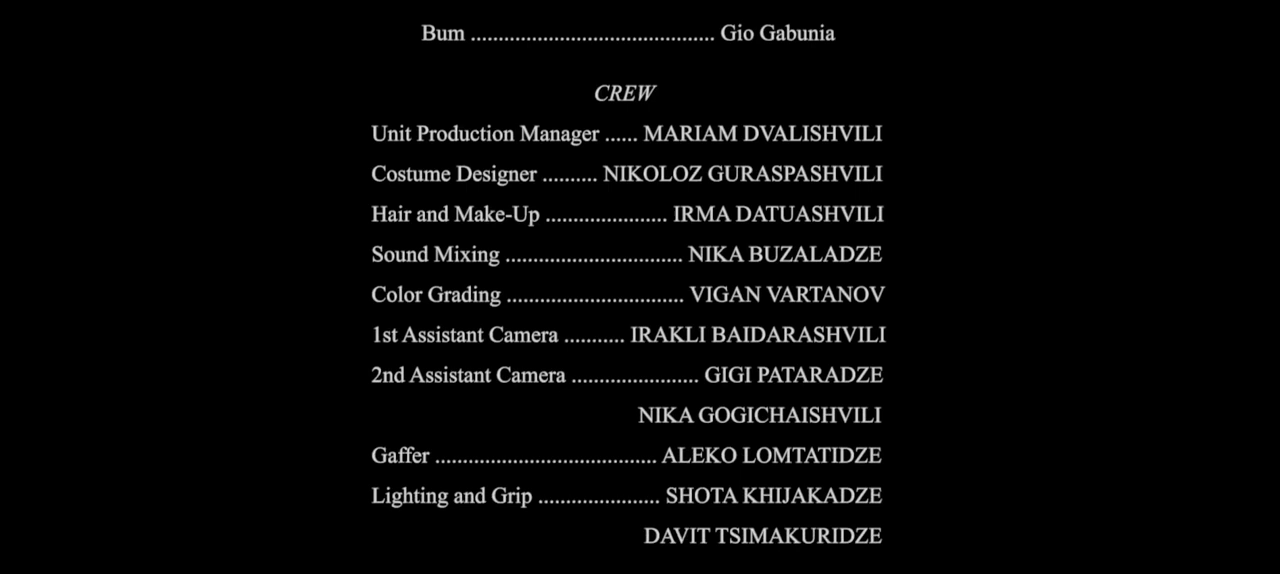 Bum ............................................ Gio Gabunia
CREW
Unit Production Manager ...... MARIAM DVALISHVILI
Costume Designer .......... NIKOLOZ GURASPASHVILI
Hair and Make-Up ...................... IRMA DATUASHVILI
Sound Mixing ................................ NIKA BUZALADZE
Color Grading ................................ VIGAN VARTANOV
1st Assistant Camera ........... IRAKLI BAIDARASHVILI
2nd Assistant Camera ....................... GIGI PATARADZE
NIKA GOGICHAISHVILI
Gaffer ........................................ ALEKO LOMTATIDZE
Lighting and Grip ...................... SHOTA KHIJAKADZE
DAVIT TSIMAKURIDZE